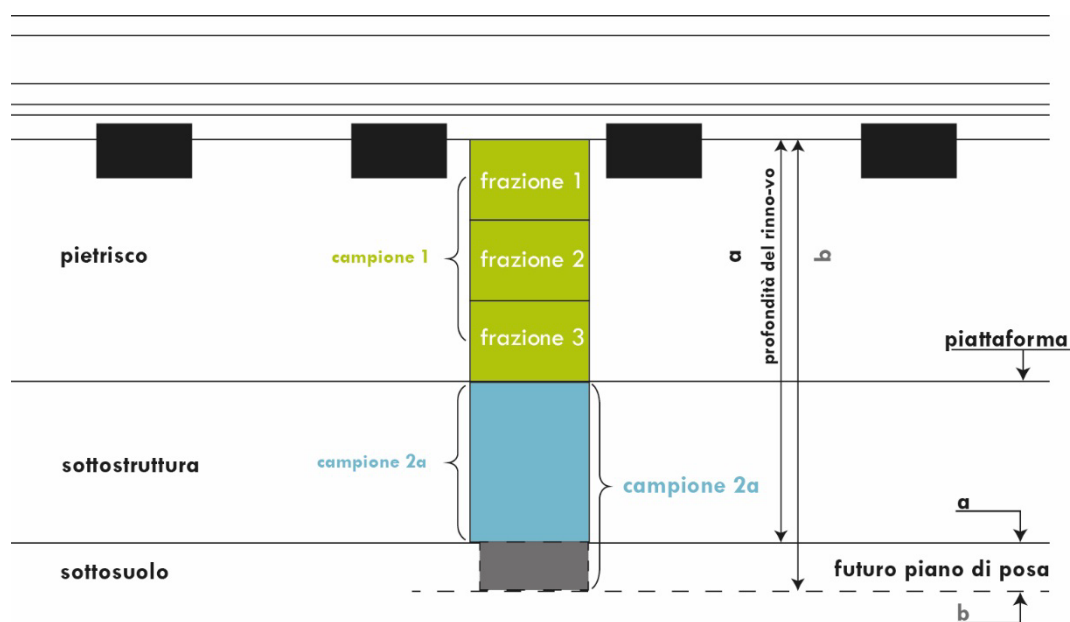 frazione 1
pietrisco
campione 1
frazione 2
a
profondità del rinno-vo
b
frazione 3
piattaforma
sottostruttura
campione 2a
campione 2a
a
sottosuolo
futuro piano di posa
b